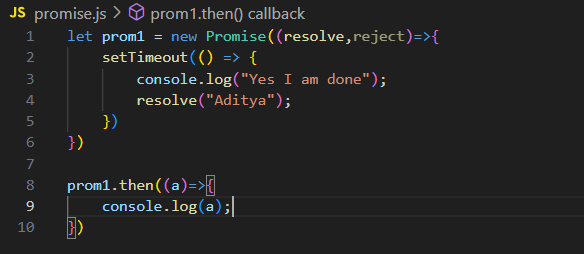 JS promise.js > prom1.then() callback
1 let prom1 = new Promise((resolve,reject)=>{
2     setTimeout(() => {
3         console.log("Yes I am done");
4         resolve("Aditya");
5     })
6 })
7
8 prom1.then((a)=>{
9     console.log(a);
10 })